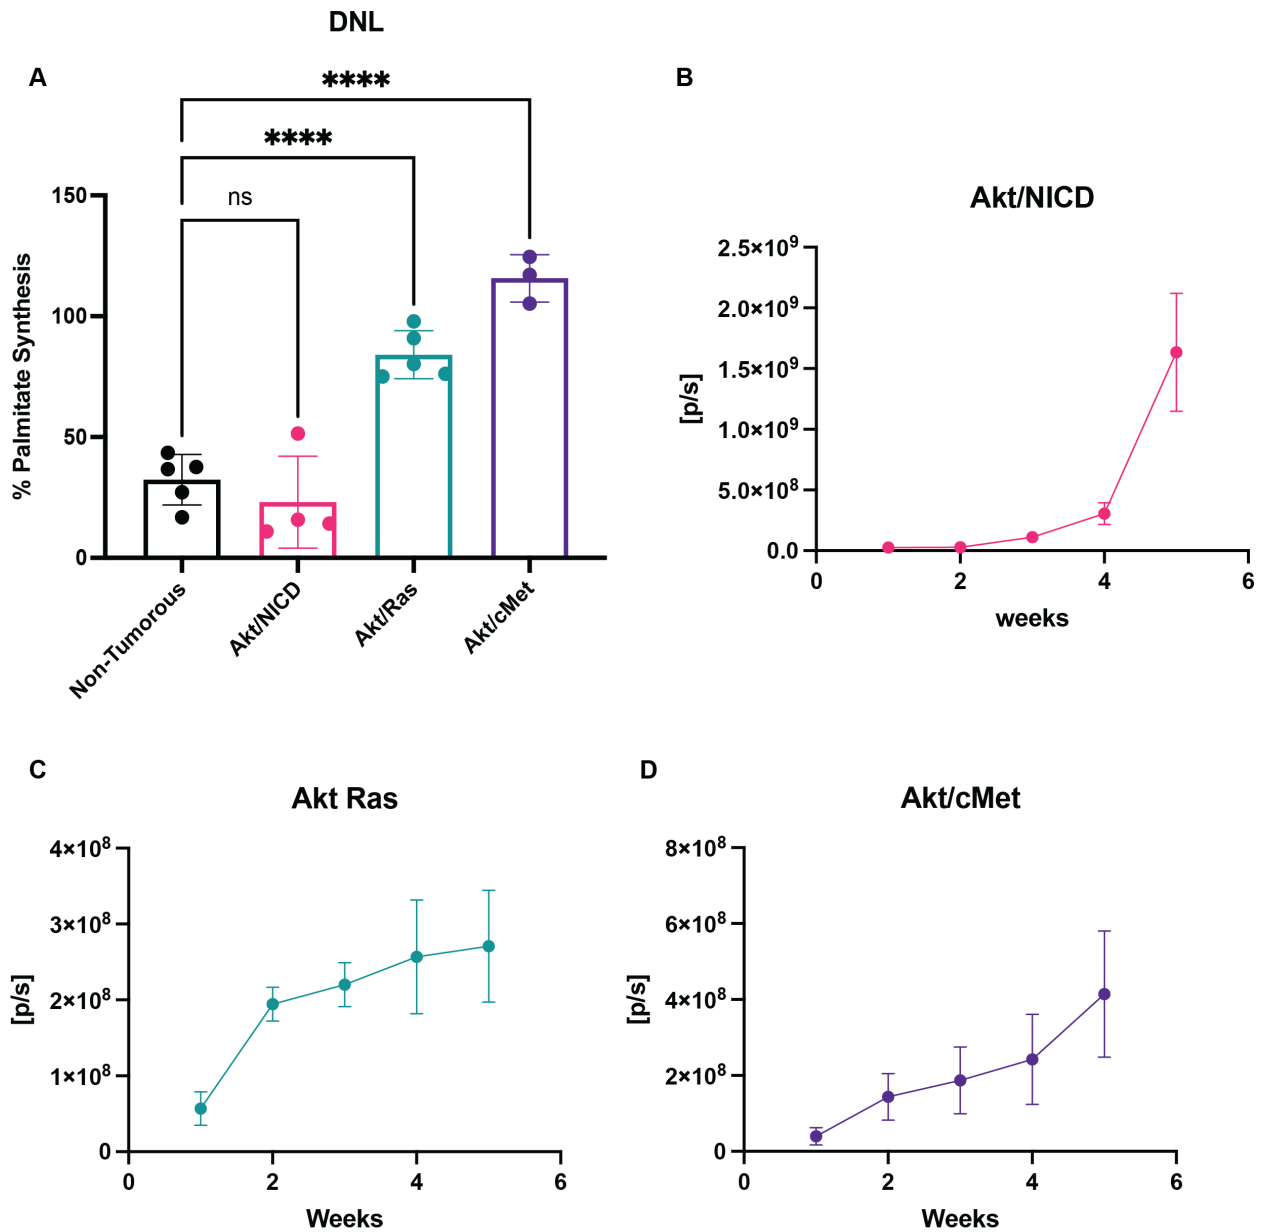 DNL
A
****
****
ns
150
100
50
0
% Palmitate Synthesis
Non-Tumorous
Akt/NICD
Akt/Ras
Akt/cMet
B
Akt/NICD
2.5×10⁹
2.0×10⁹
1.5×10⁹
1.0×10⁹
5.0×10⁸
0.0
[p/s]
0 2 4 6
weeks
C
Akt Ras
4×10⁸
3×10⁸
2×10⁸
1×10⁸
0
[p/s]
0 2 4 6
Weeks
D
Akt/cMet
8×10⁸
6×10⁸
4×10⁸
2×10⁸
0
[p/s]
0 2 4 6
Weeks